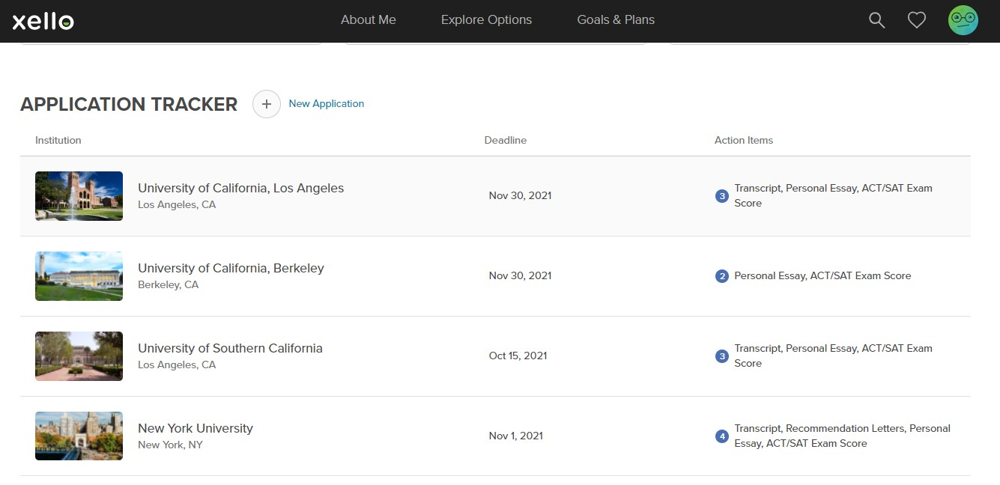 xello
About Me Explore Options Goals & Plans
APPLICATION TRACKER + New Application
Institution Deadline Action Items
University of California, Los Angeles
Los Angeles, CA
Nov 30, 2021
3 Transcript, Personal Essay, ACT/SAT Exam
Score
University of California, Berkeley
Berkeley, CA
Nov 30, 2021
2 Personal Essay, ACT/SAT Exam Score
University of Southern California
Los Angeles, CA
Oct 15, 2021
3 Transcript, Personal Essay, ACT/SAT Exam
Score
New York University
New York, NY
Nov 1, 2021
4 Transcript, Recommendation Letters, Personal
Essay, ACT/SAT Exam Score